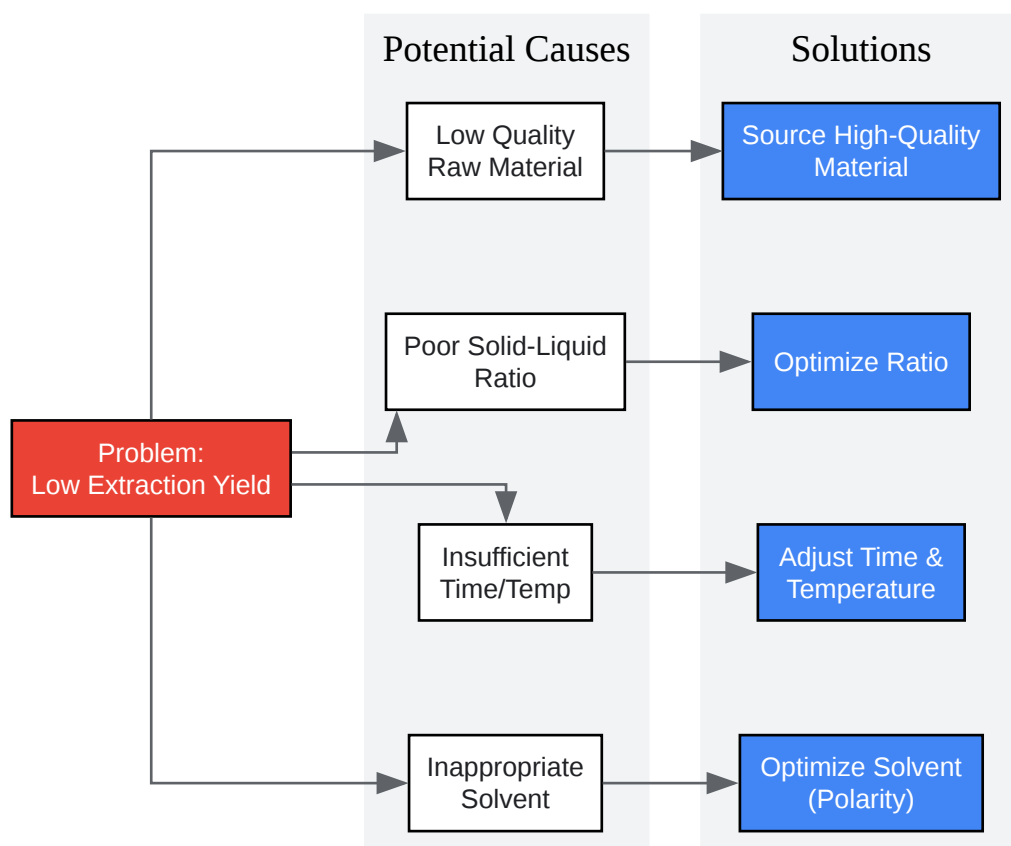 Potential Causes
Solutions
Low Quality
Raw Material
Source High-Quality
Material
Poor Solid-Liquid
Ratio
Optimize Ratio
Problem:
Low Extraction Yield
Insufficient
Time/Temp
Adjust Time &
Temperature
Inappropriate
Solvent
Optimize Solvent
(Polarity)